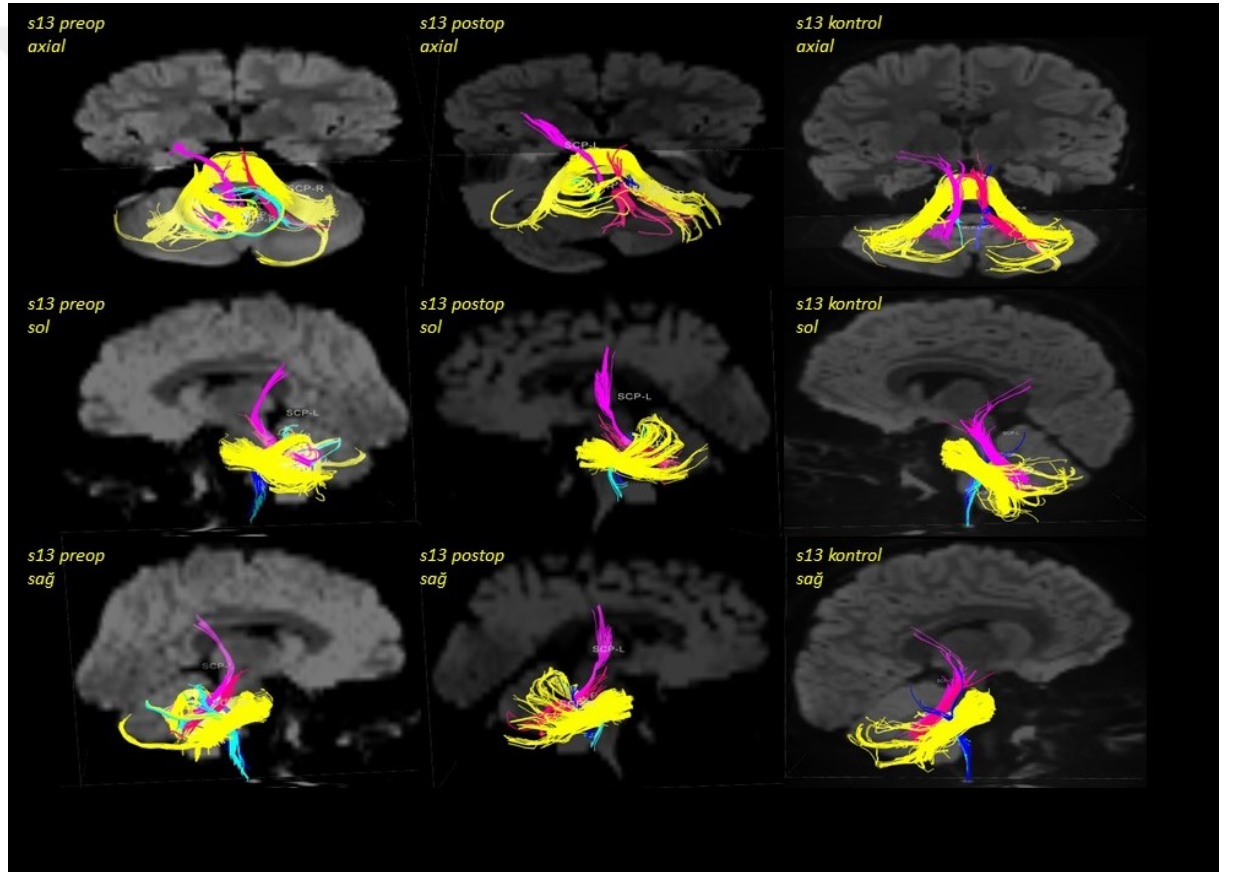 s13 preop
axial
s13 postop
axial
s13 kontrol
axial
SCP-R
SCP-L
s13 preop
sol
s13 postop
sol
s13 kontrol
sol
SCP-L
SCP-L
SCP-L
s13 preop
sağ
s13 postop
sağ
s13 kontrol
sağ
SCP-L